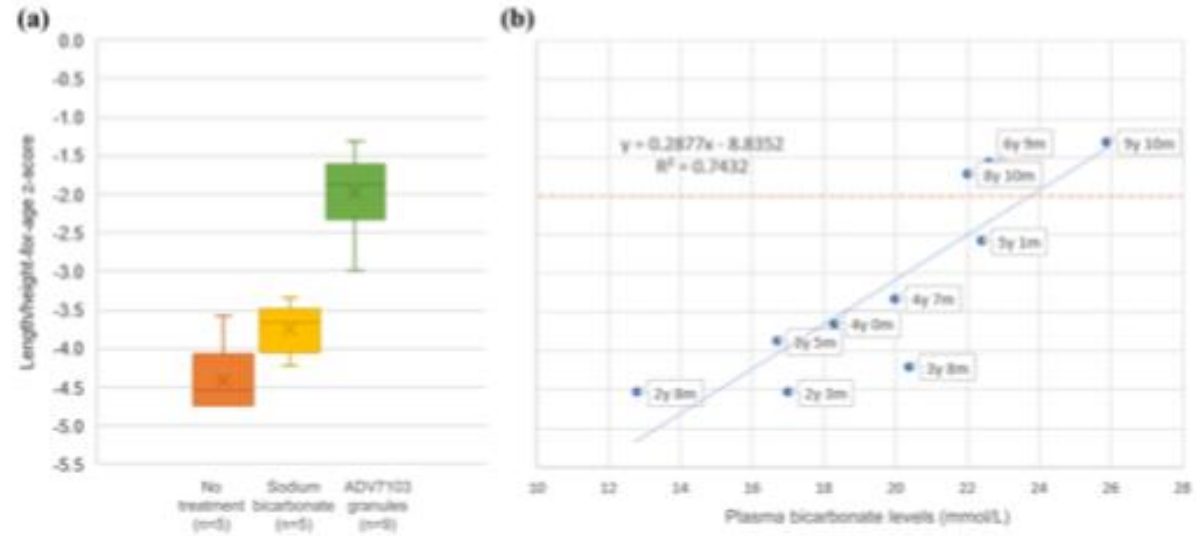 (a)
Length/height-for-age z-score
0.0
-0.5
-1.0
-1.5
-2.0
-2.5
-3.0
-3.5
-4.0
-4.5
-5.0
-5.5
No
treatment
(n=5)
Sodium
bicarbonate
(n=5)
ADV7103
granules
(n=9)
(b)
y = 0.2877x - 8.8352
R² = 0.7432
6y 9m
9y 10m
8y 10m
5y 1m
4y 7m
4y 0m
3y 5m
3y 8m
2y 8m
2y 3m
10 12 14 16 18 20 22 24 26 28
Plasma bicarbonate levels (mmol/L)